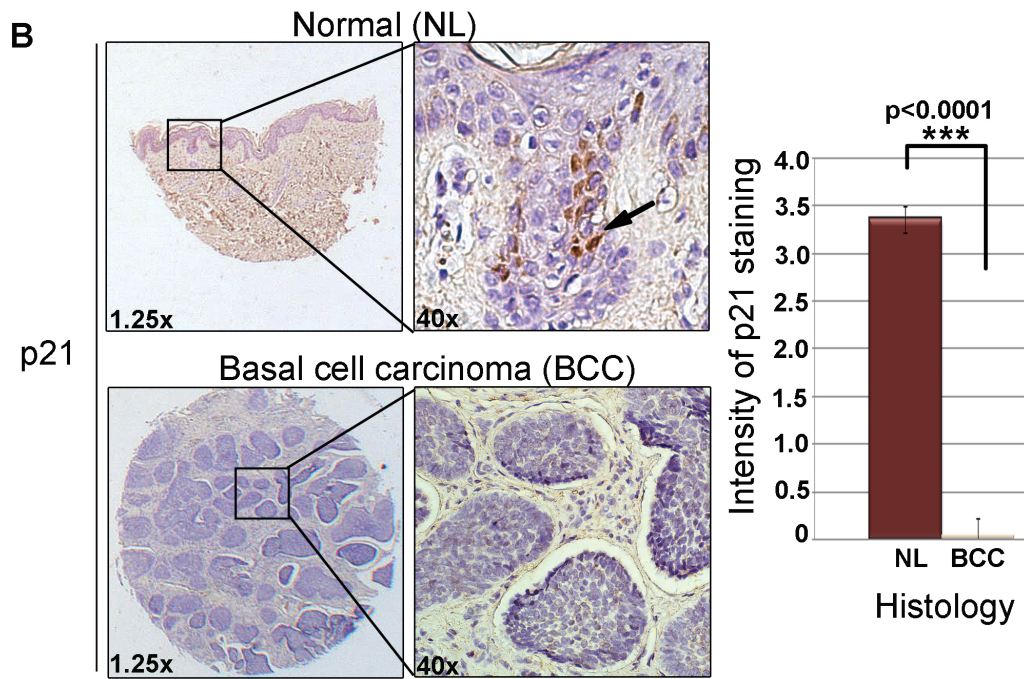 B
Normal (NL)
1.25x
40x
p21
Basal cell carcinoma (BCC)
1.25x
40x
p<0.0001
***
Intensity of p21 staining
4.0
3.5
3.0
2.5
2.0
1.5
1.0
0.5
0
NL BCC
Histology